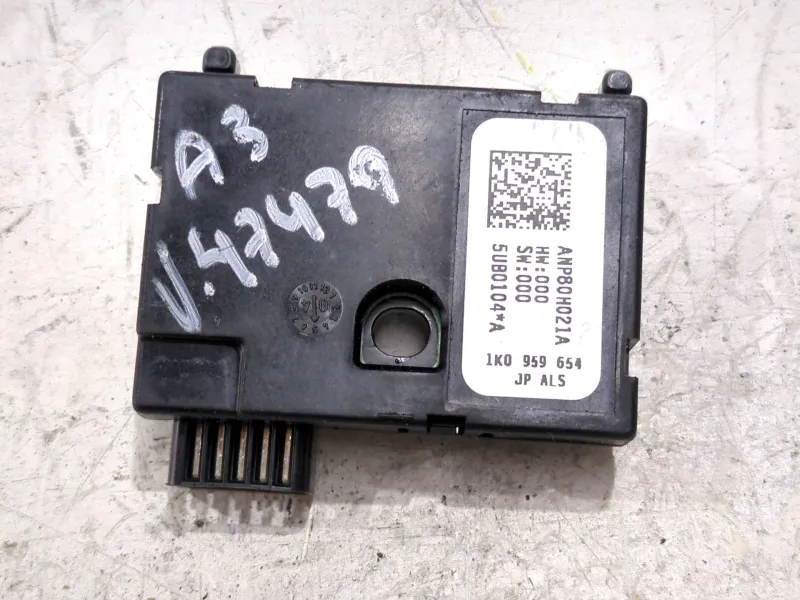 A3
V.47479
ANP80H021A
HW:000
SW:000
5UB0104*A
1K0 959 654
JP ALS